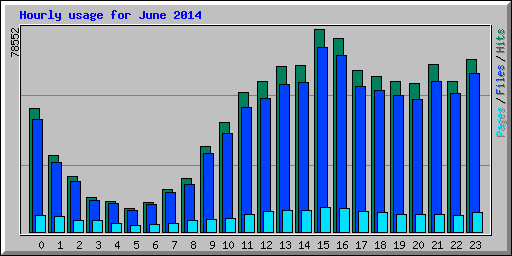 Hourly usage for June 2014
78552
Pages/Files/Hits
0 1 2 3 4 5 6 7 8 9 10 11 12 13 14 15 16 17 18 19 20 21 22 23